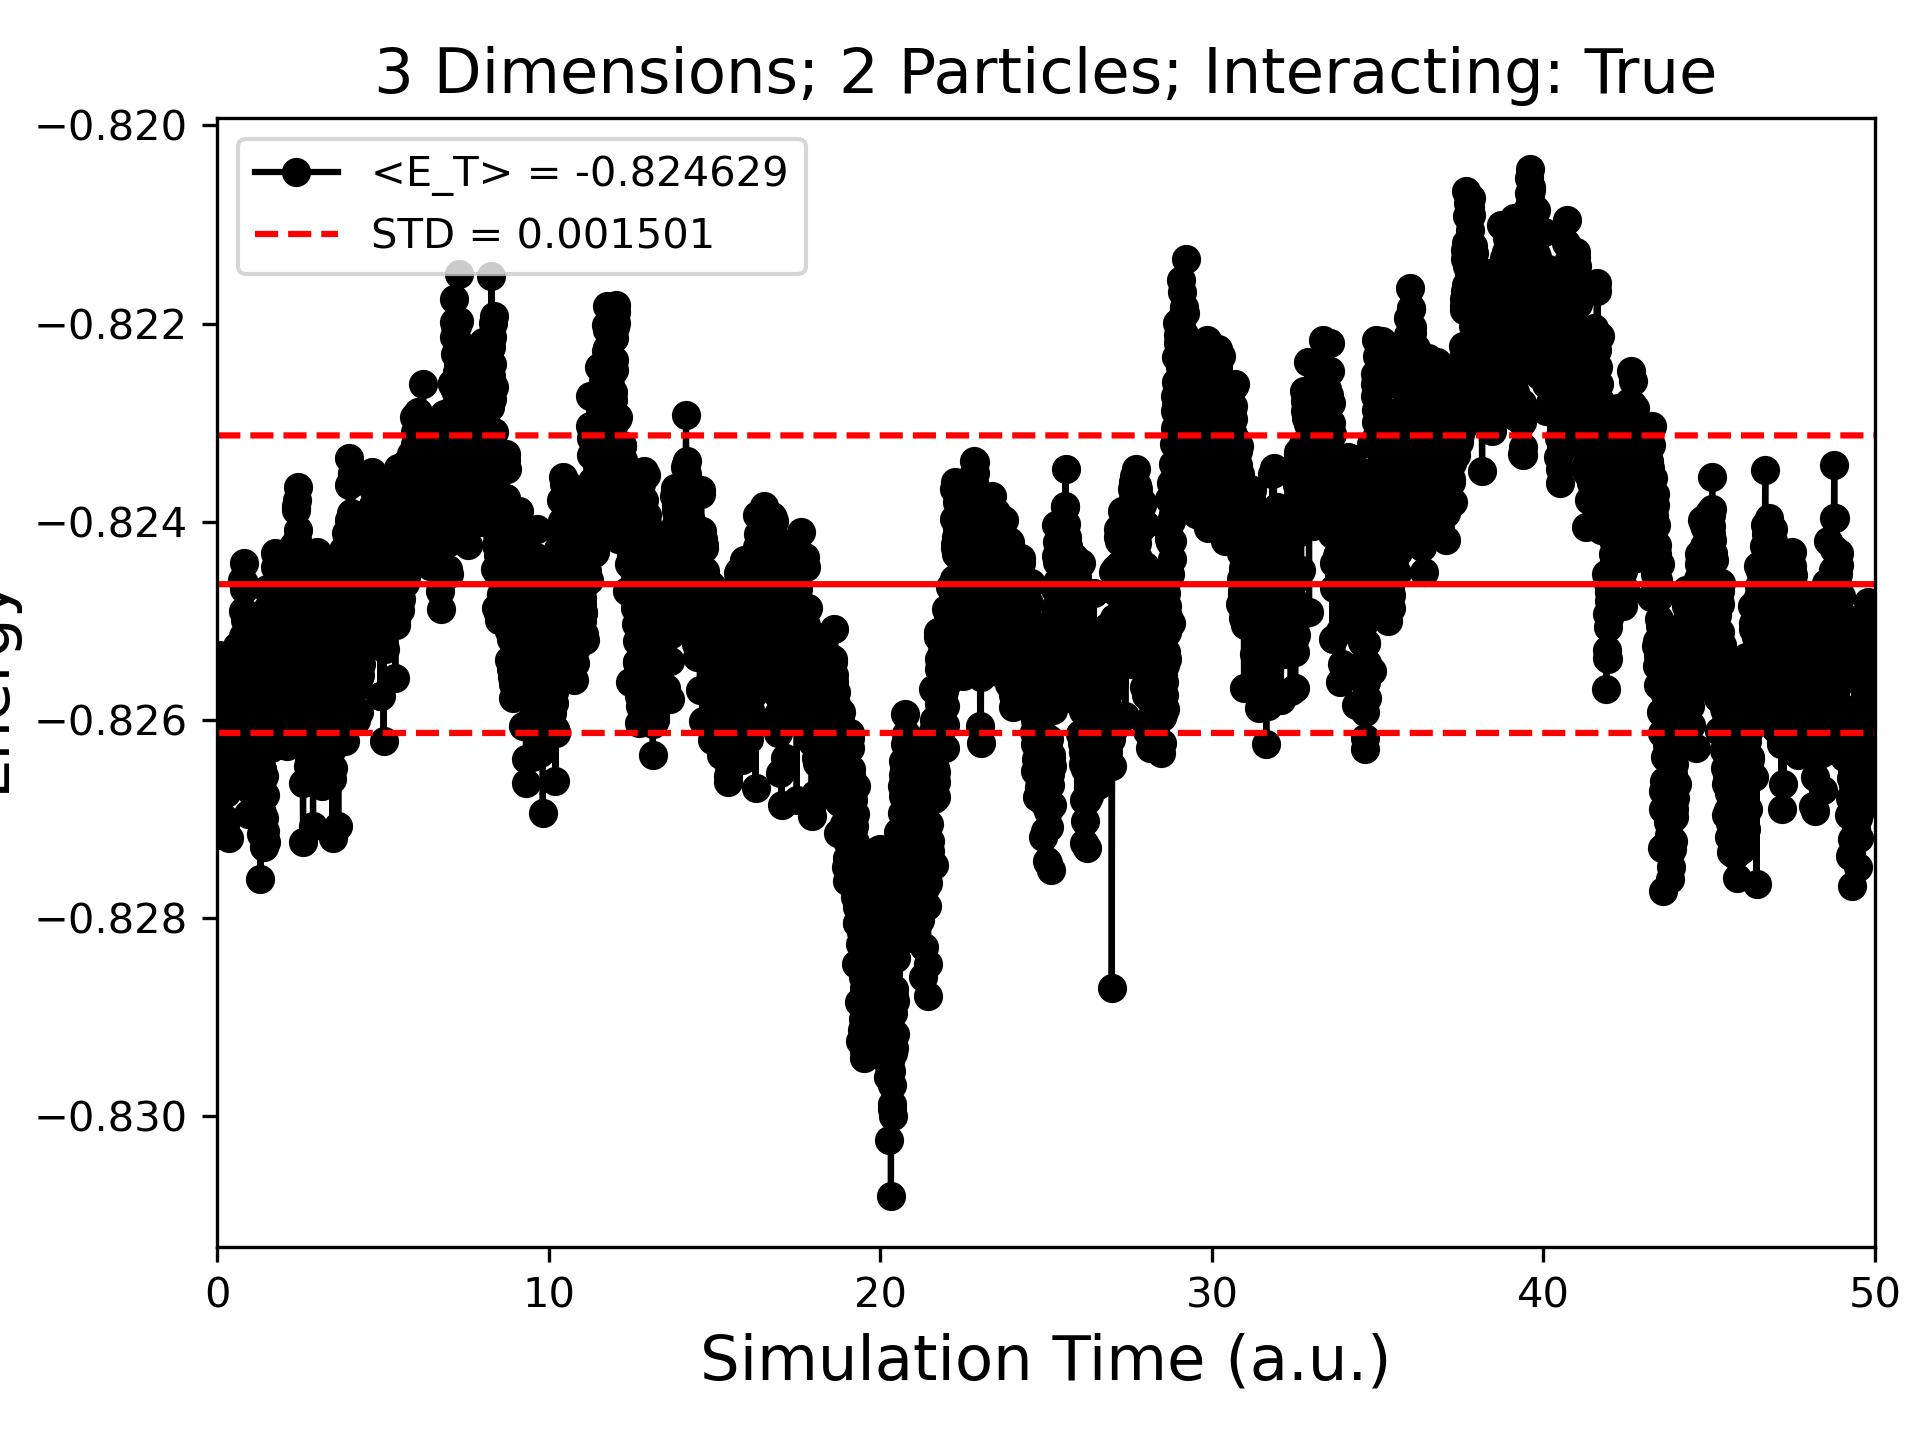 3 Dimensions; 2 Particles; Interacting: True
<E_T> = -0.824629
STD = 0.001501
−0.820
−0.822
−0.824
−0.826
−0.828
−0.830
Energy
0 10 20 30 40 50
Simulation Time (a.u.)